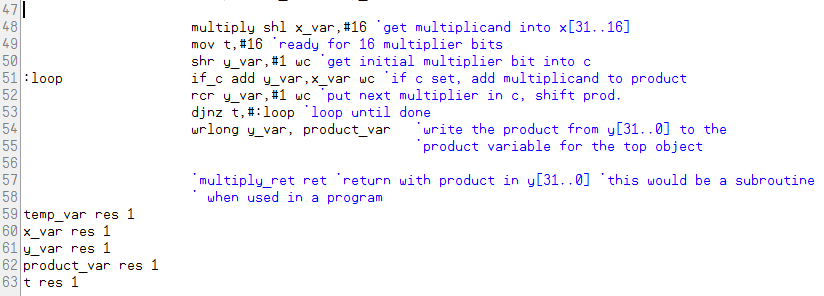 47
48 multiply shl x_var,#16 'get multiplicand into x[31..16]
49 mov t,#16 'ready for 16 multiplier bits
50 shr y_var,#1 wc 'get initial multiplier bit into c
51 :loop if_c add y_var,x_var wc 'if c set, add multiplicand to product
52 rcr y_var,#1 wc 'put next multiplier in c, shift prod.
53 djnz t,#:loop 'loop until done
54 wrlong y_var, product_var 'write the product from y[31..0] to the
55 'product variable for the top object
56
57 'multiply_ret ret 'return with product in y[31..0] 'this would be a subroutine
58 ' when used in a program
59 temp_var res 1
60 x_var res 1
61 y_var res 1
62 product_var res 1
63 t res 1